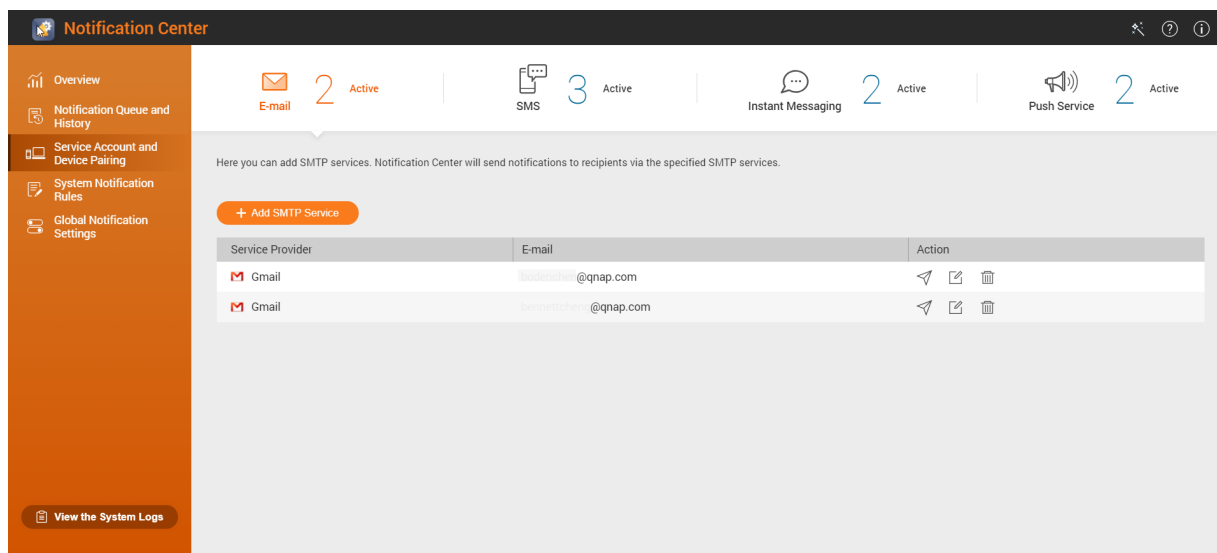 Notification Center
Overview
Notification Queue and
History
Service Account and
Device Pairing
System Notification
Rules
Global Notification
Settings
View the System Logs
E-mail 2 Active
SMS 3 Active
Instant Messaging 2 Active
Push Service 2 Active
Here you can add SMTP services. Notification Center will send notifications to recipients via the specified SMTP services.
+ Add SMTP Service
Service Provider E-mail Action
Gmail @qnap.com
Gmail @qnap.com